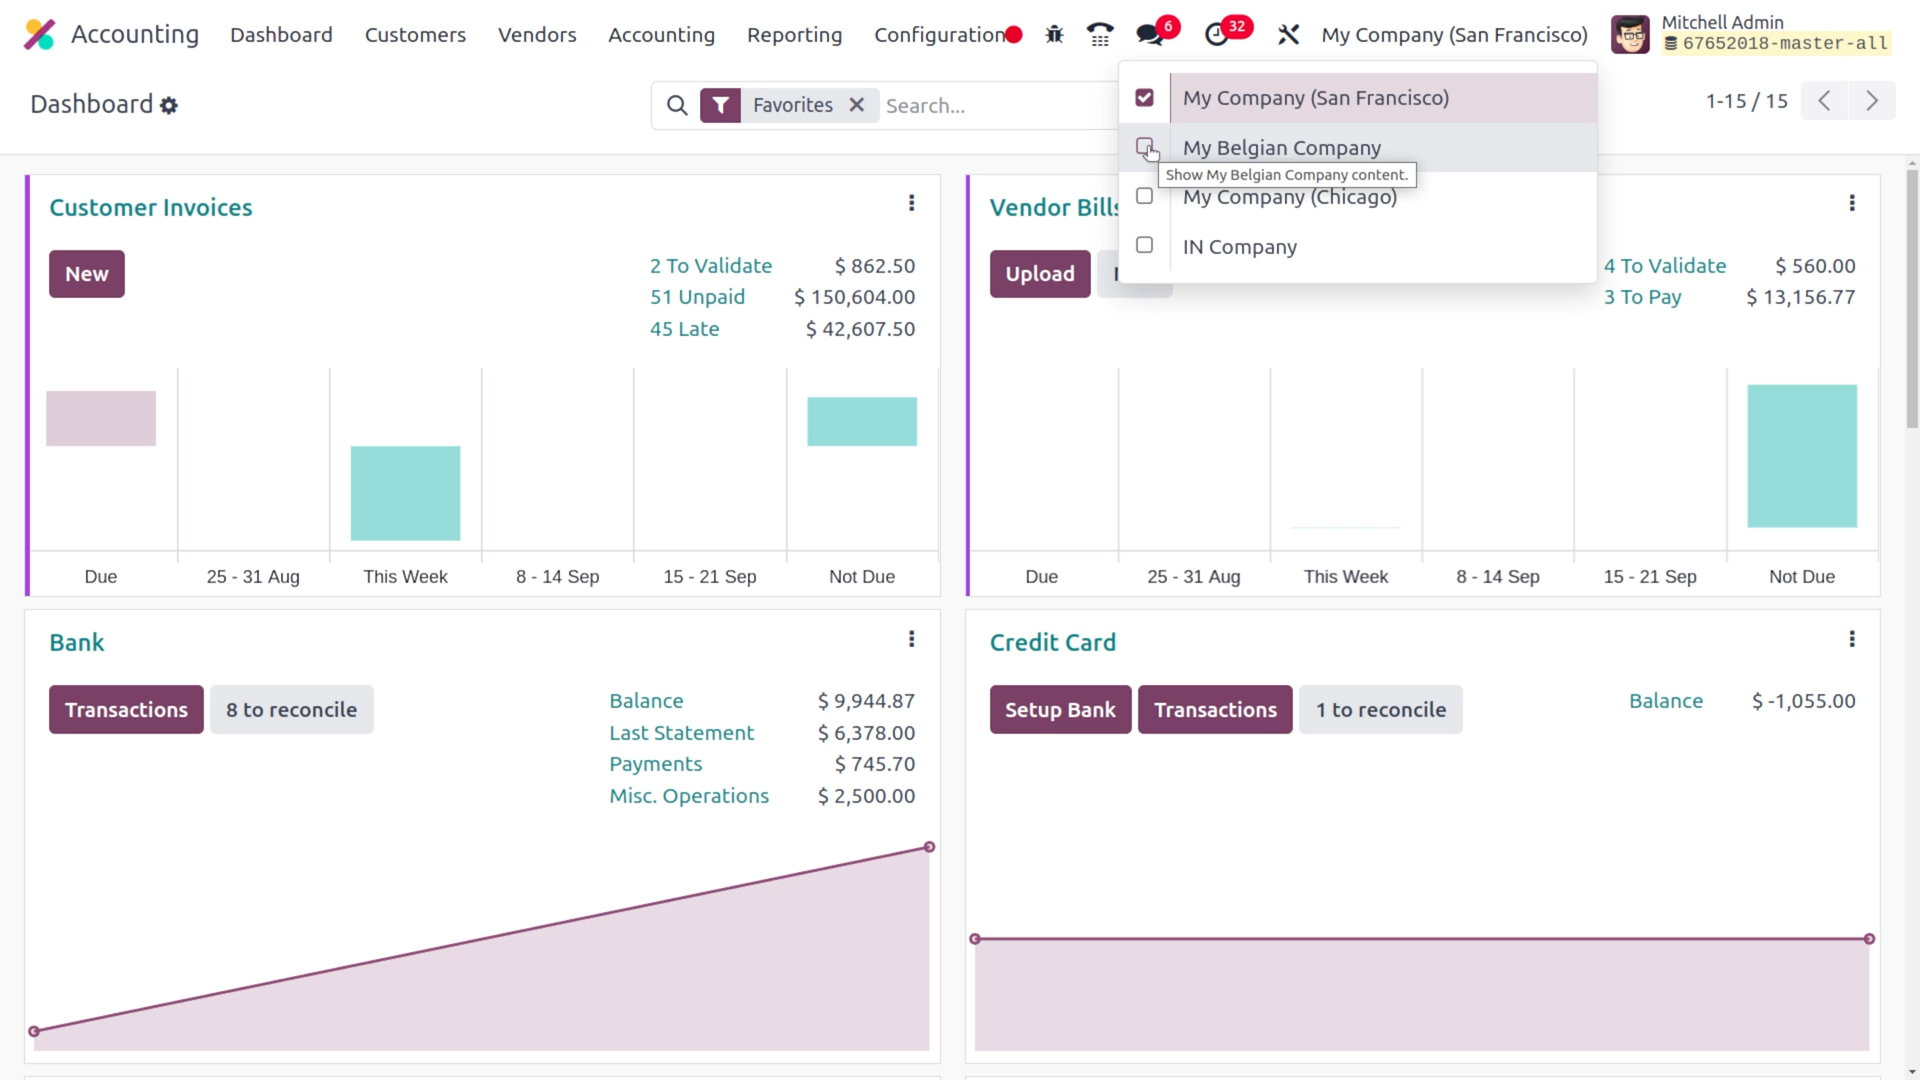 Accounting Dashboard Customers Vendors Accounting Reporting Configuration 6 32 My Company (San Francisco) Mitchell Admin
67652018-master-all
Dashboard Favorites Search... 1-15 / 15
My Company (San Francisco)
My Belgian Company
Show My Belgian Company content.
My Company (Chicago)
IN Company
Customer Invoices
New
2 To Validate $ 862.50
51 Unpaid $ 150,604.00
45 Late $ 42,607.50
Due 25 - 31 Aug This Week 8 - 14 Sep 15 - 21 Sep Not Due
Vendor Bills
Upload
4 To Validate $ 560.00
3 To Pay $ 13,156.77
Due 25 - 31 Aug This Week 8 - 14 Sep 15 - 21 Sep Not Due
Bank
Transactions 8 to reconcile
Balance $ 9,944.87
Last Statement $ 6,378.00
Payments $ 745.70
Misc. Operations $ 2,500.00
Credit Card
Setup Bank Transactions 1 to reconcile
Balance $ -1,055.00